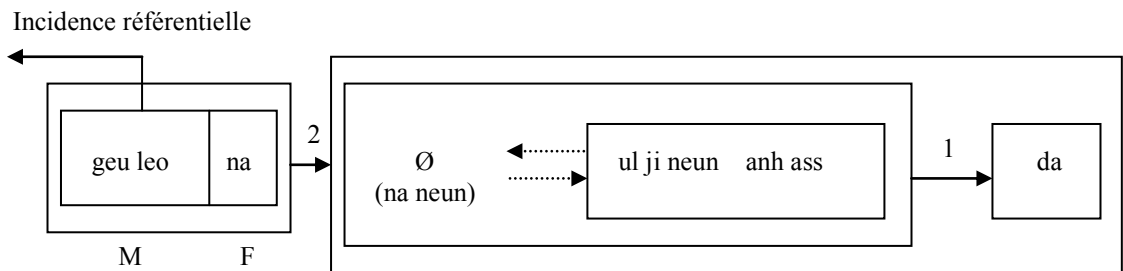 Incidence référentielle
2
1
geu leo na Ø ul ji neun anh ass da
(na neun)
M F